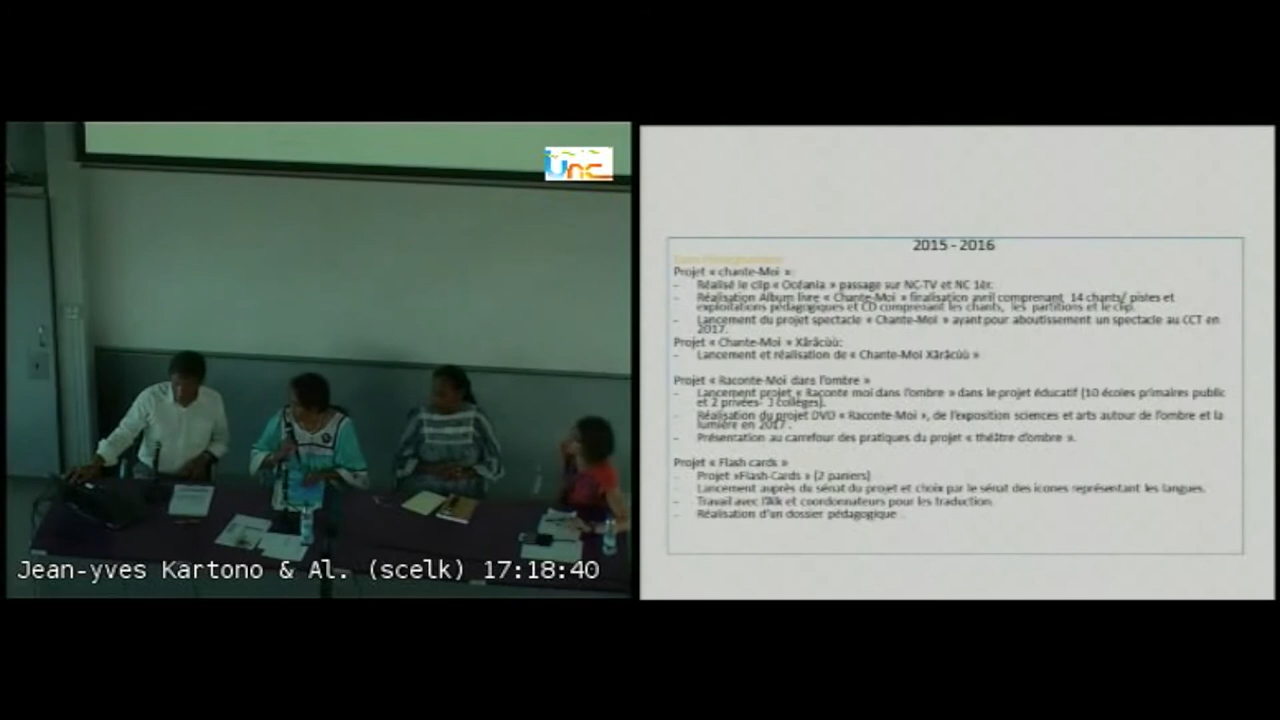 unc
Jean-yves Kartono & Al. (scelk) 17:18:40
2015 - 2016
Projet « chante-Moi »:
- Réalisé le clip « Océania » passage sur NC-TV et NC 1èr.
- Réalisation Album livre « Chante-Moi » finalisation avril comprenant 14 chants/ pistes et
exploitations pédagogiques et CD comprenant les chants, les partitions et le clip.
- Lancement du projet spectacle « Chante-Moi » ayant pour aboutissement un spectacle au CCT en
2017.
Projet « Chante-Moi » Xârâcùù:
- Lancement et réalisation de « Chante-Moi Xârâcùù »
Projet « Raconte-Moi dans l'ombre »
- Lancement projet « Raconte moi dans l'ombre » dans le projet éducatif (10 écoles primaires public
et 2 privées- 3 collèges).
- Réalisation du projet DVD « Raconte-Moi », de l'exposition sciences et arts autour de l'ombre et la
lumière en 2017.
- Présentation au carrefour des pratiques du projet « théâtre d'ombre ».
Projet « Flash cards »
- Projet »Flash-Cards » (2 paniers)
- Lancement auprès du sénat du projet et choix par le sénat des icones représentant les langues.
- Travail avec l'Alk et coordonnateurs pour les traduction.
- Réalisation d'un dossier pédagogique